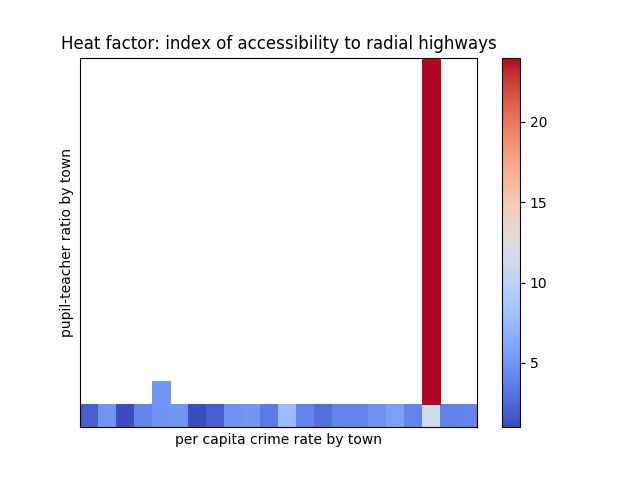 Heat factor: index of accessibility to radial highways
pupil-teacher ratio by town
per capita crime rate by town
20
15
10
5